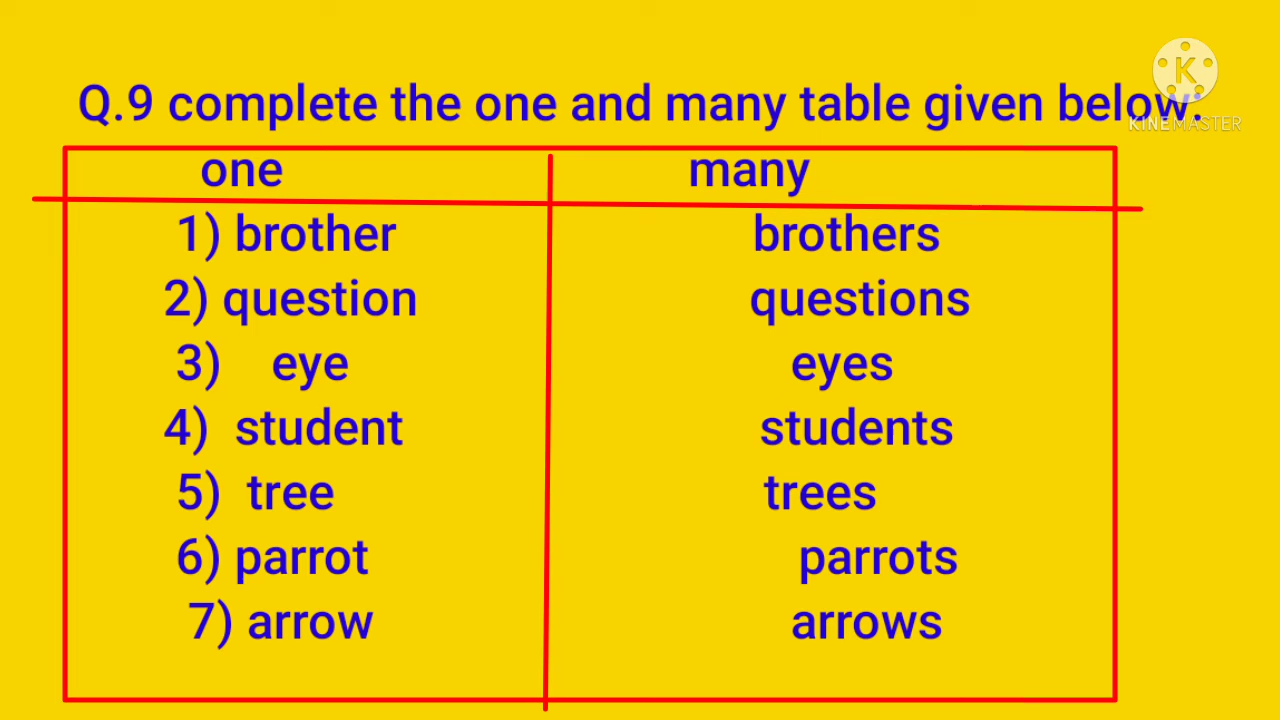 Q.9 complete the one and many table given below:
K
KINEMASTER
one many
1) brother brothers
2) question questions
3) eye eyes
4) student students
5) tree trees
6) parrot parrots
7) arrow arrows